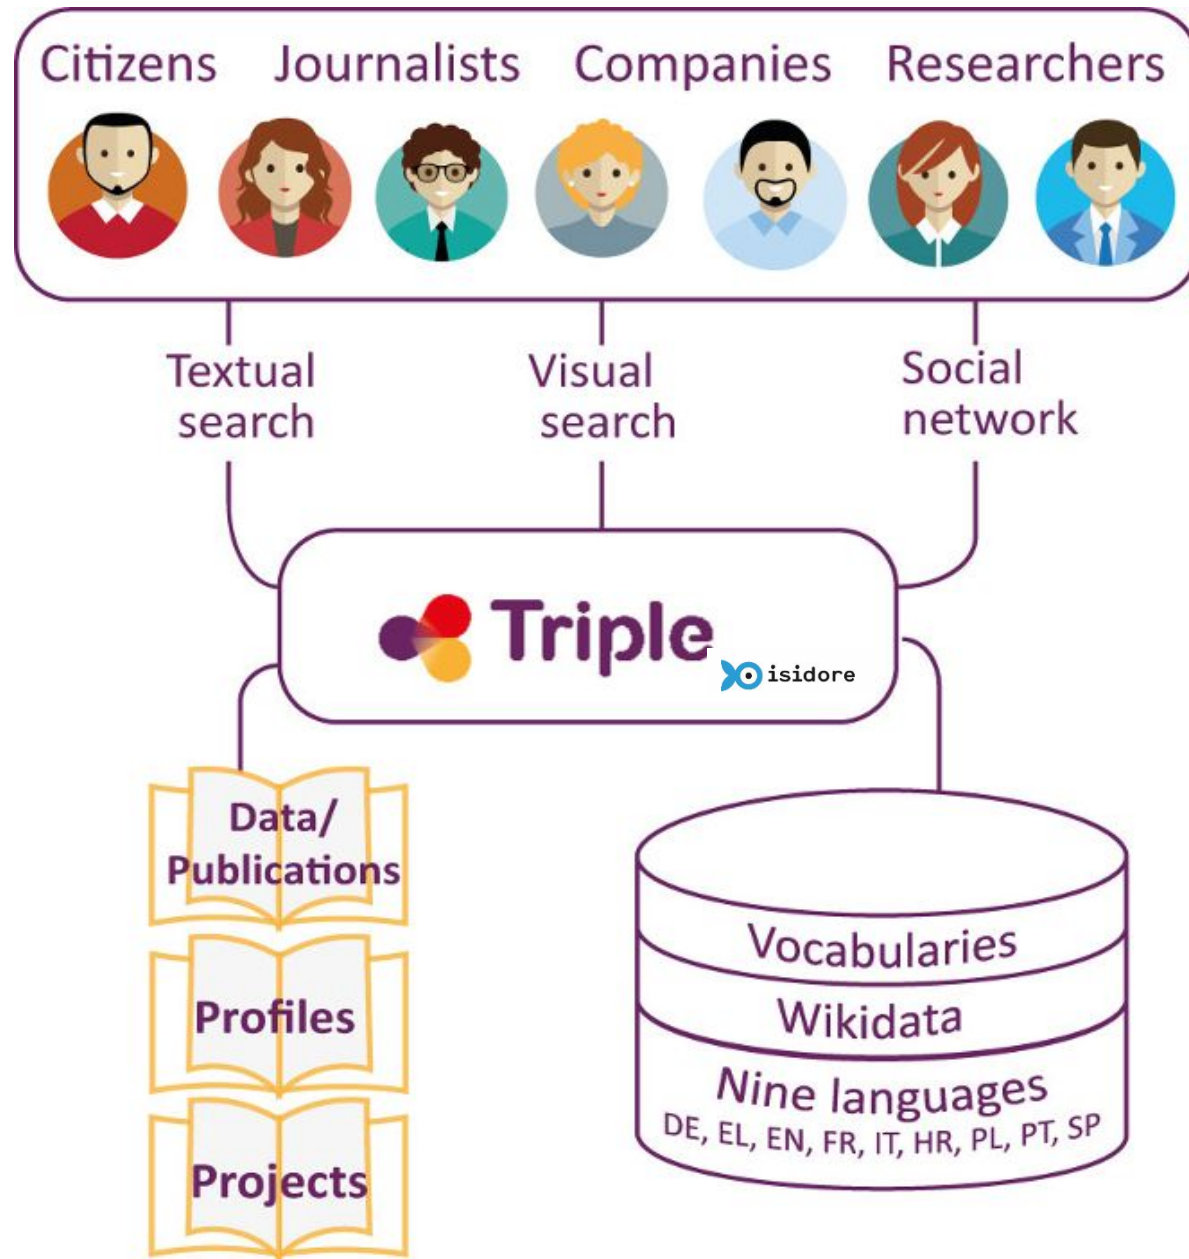 Citizens Journalists Companies Researchers
Textual search
Visual search
Social network
Triple
isidore
Data/
Publications
Profiles
Projects
Vocabularies
Wikidata
Nine languages
DE, EL, EN, FR, IT, HR, PL, PT, SP